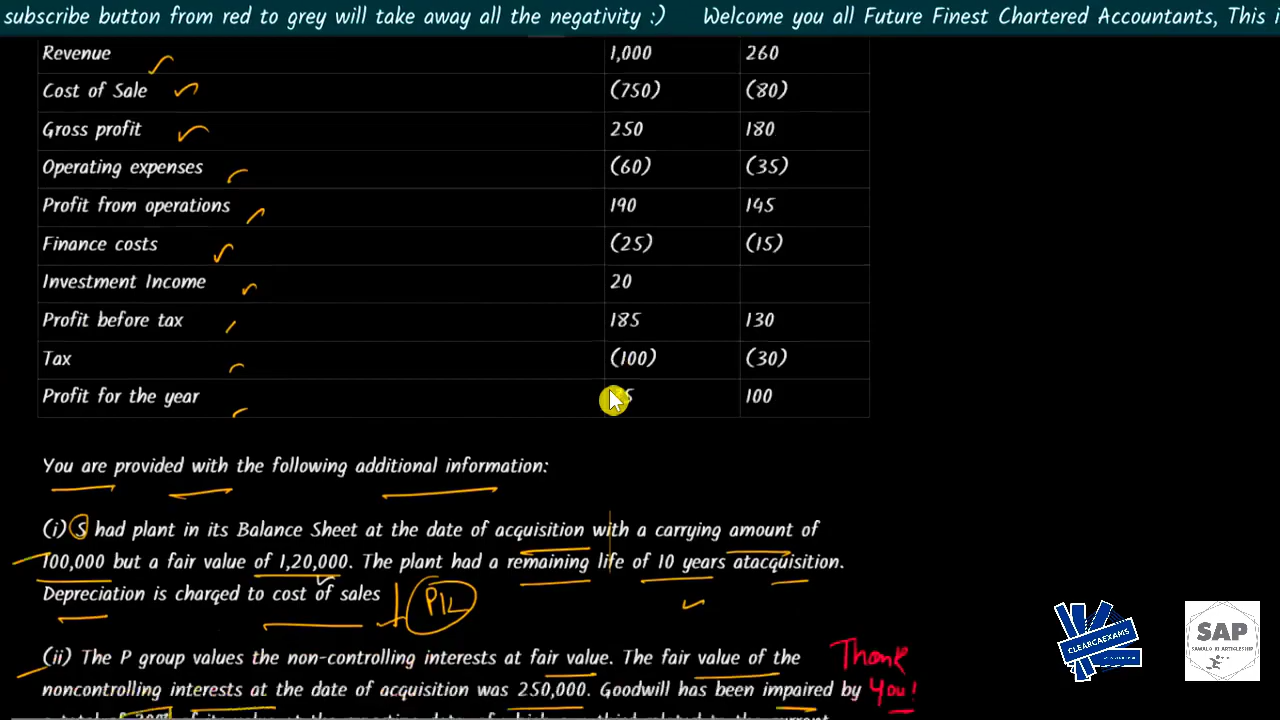 subscribe button from red to grey will take away all the negativity :) Welcome you all Future Finest Chartered Accountants, This i
Revenue 1,000 260
Cost of Sale (750) (80)
Gross profit 250 180
Operating expenses (60) (35)
Profit from operations 190 145
Finance costs (25) (15)
Investment Income 20
Profit before tax 185 130
Tax (100) (30)
Profit for the year 100
You are provided with the following additional information:
(i) S had plant in its Balance Sheet at the date of acquisition with a carrying amount of
100,000 but a fair value of 1,20,000. The plant had a remaining life of 10 years atacquisition.
Depreciation is charged to cost of sales P/L
(ii) The P group values the non-controlling interests at fair value. The fair value of the
noncontrolling interests at the date of acquisition was 250,000. Goodwill has been impaired by
Thank
You!
CLEARCAEXAMS
SAP
SAWALO KI ARTICLESHIP